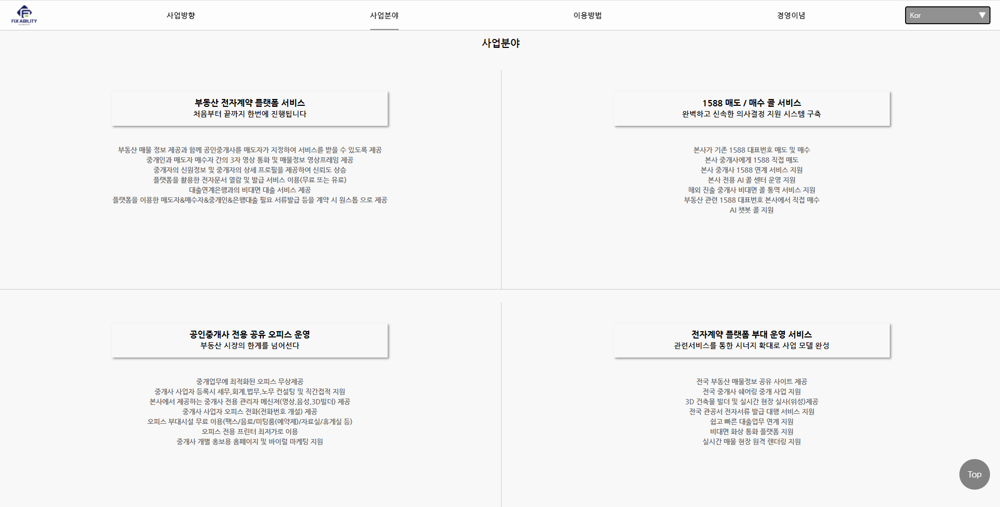 FIXABILITY
사업방향
사업분야
이용방법
경영이념
Kor
사업분야
부동산 전자계약 플랫폼 서비스
처음부터 끝까지 한번에 진행됩니다
부동산 매물 정보 제공과 함께 공인중개사를 매도자가 지정하여 서비스를 받을 수 있도록 제공
중개인과 매도자 매수자 간의 3자 영상 통화 및 매물정보 영상프레임 제공
중개자의 신원정보 및 중개자의 상세 프로필을 제공하여 신뢰도 상승
플랫폼을 활용한 전자문서 열람 및 발급 서비스 이용(무료 또는 유료)
대출연계은행과의 비대면 대출 서비스 제공
플랫폼을 이용한 매도자&매수자&중개인&은행대출 필요 서류발급 등을 계약 시 원스톱 으로 제공
1588 매도 / 매수 콜 서비스
완벽하고 신속한 의사결정 지원 시스템 구축
본사가 기존 1588 대표번호 매도 및 매수
본사 중개사에게 1588 직접 매도
본사 중개사 1588 연계 서비스 지원
본사 전용 AI 콜 센터 운영 지원
해외 진출 중개사 비대면 콜 통역 서비스 지원
부동산 관련 1588 대표번호 본사에서 직접 매수
AI 챗봇 콜 지원
공인중개사 전용 공유 오피스 운영
부동산 시장의 한계를 넘어선다
중개업무에 최적화된 오피스 무상제공
중개사 사업자 등록시 세무,회계,법무,노무 컨설팅 및 직간접적 지원
본사에서 제공하는 중개사 전용 관리자 메신져(영상,음성,3D빌더) 제공
중개사 사업자 오피스 전화(전화번호 개설) 제공
오피스 부대시설 무료 이용(팩스/음료/미팅룸(예약제)/자료실/휴게실 등)
오피스 전용 프린터 최저가로 이용
중개사 개별 홍보용 홈페이지 및 바이럴 마케팅 지원
전자계약 플랫폼 부대 운영 서비스
관련서비스를 통한 시너지 확대로 사업 모델 완성
전국 부동산 매물정보 공유 사이트 제공
전국 중개사 쉐어링 중개 사업 지원
3D 건축물 빌더 및 실시간 현장 실사(위성)제공
전국 관공서 전자서류 발급 대행 서비스 지원
쉽고 빠른 대출업무 연계 지원
비대면 화상 통화 플랫폼 지원
실시간 매물 현장 원격 렌더링 지원
Top